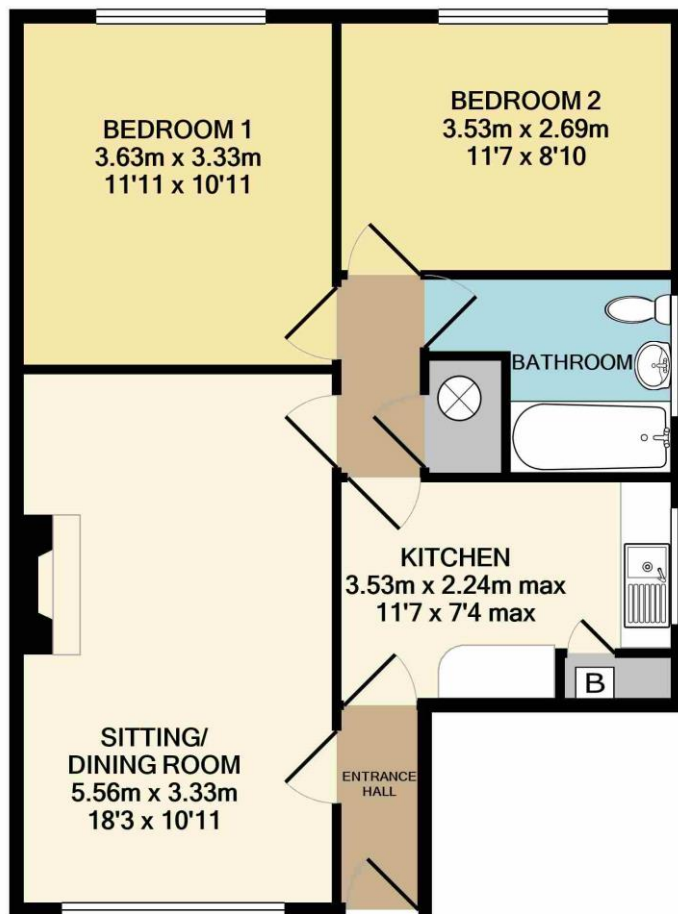 BEDROOM 1
3.63m x 3.33m
11'11 x 10'11
BEDROOM 2
3.53m x 2.69m
11'7 x 8'10
BATHROOM
KITCHEN
3.53m x 2.24m max
11'7 x 7'4 max
B
SITTING/
DINING ROOM
5.56m x 3.33m
18'3 x 10'11
ENTRANCE
HALL